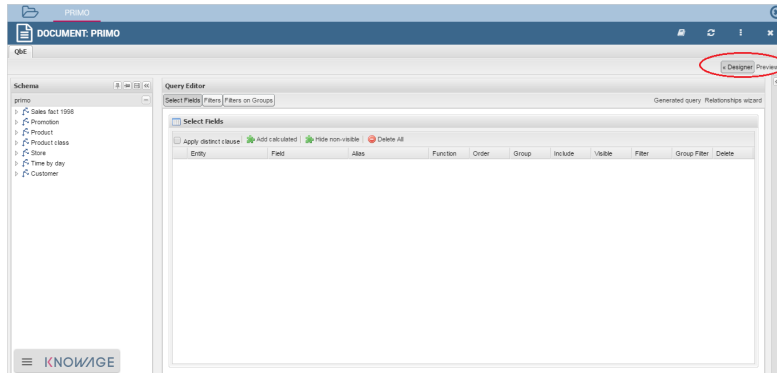 PRIMO
DOCUMENT: PRIMO
QbE
« Designer Preview
Schema
Query Editor
primo
Select Fields Filters Filters on Groups
Generated query Relationships wizard
Sales fact 1998
Promotion
Product
Product class
Store
Time by day
Customer
Select Fields
Apply distinct clause Add calculated Hide non-visible Delete All
Entity Field Alias Function Order Group Include Visible Filter Group Filter Delete
KNOWAGE